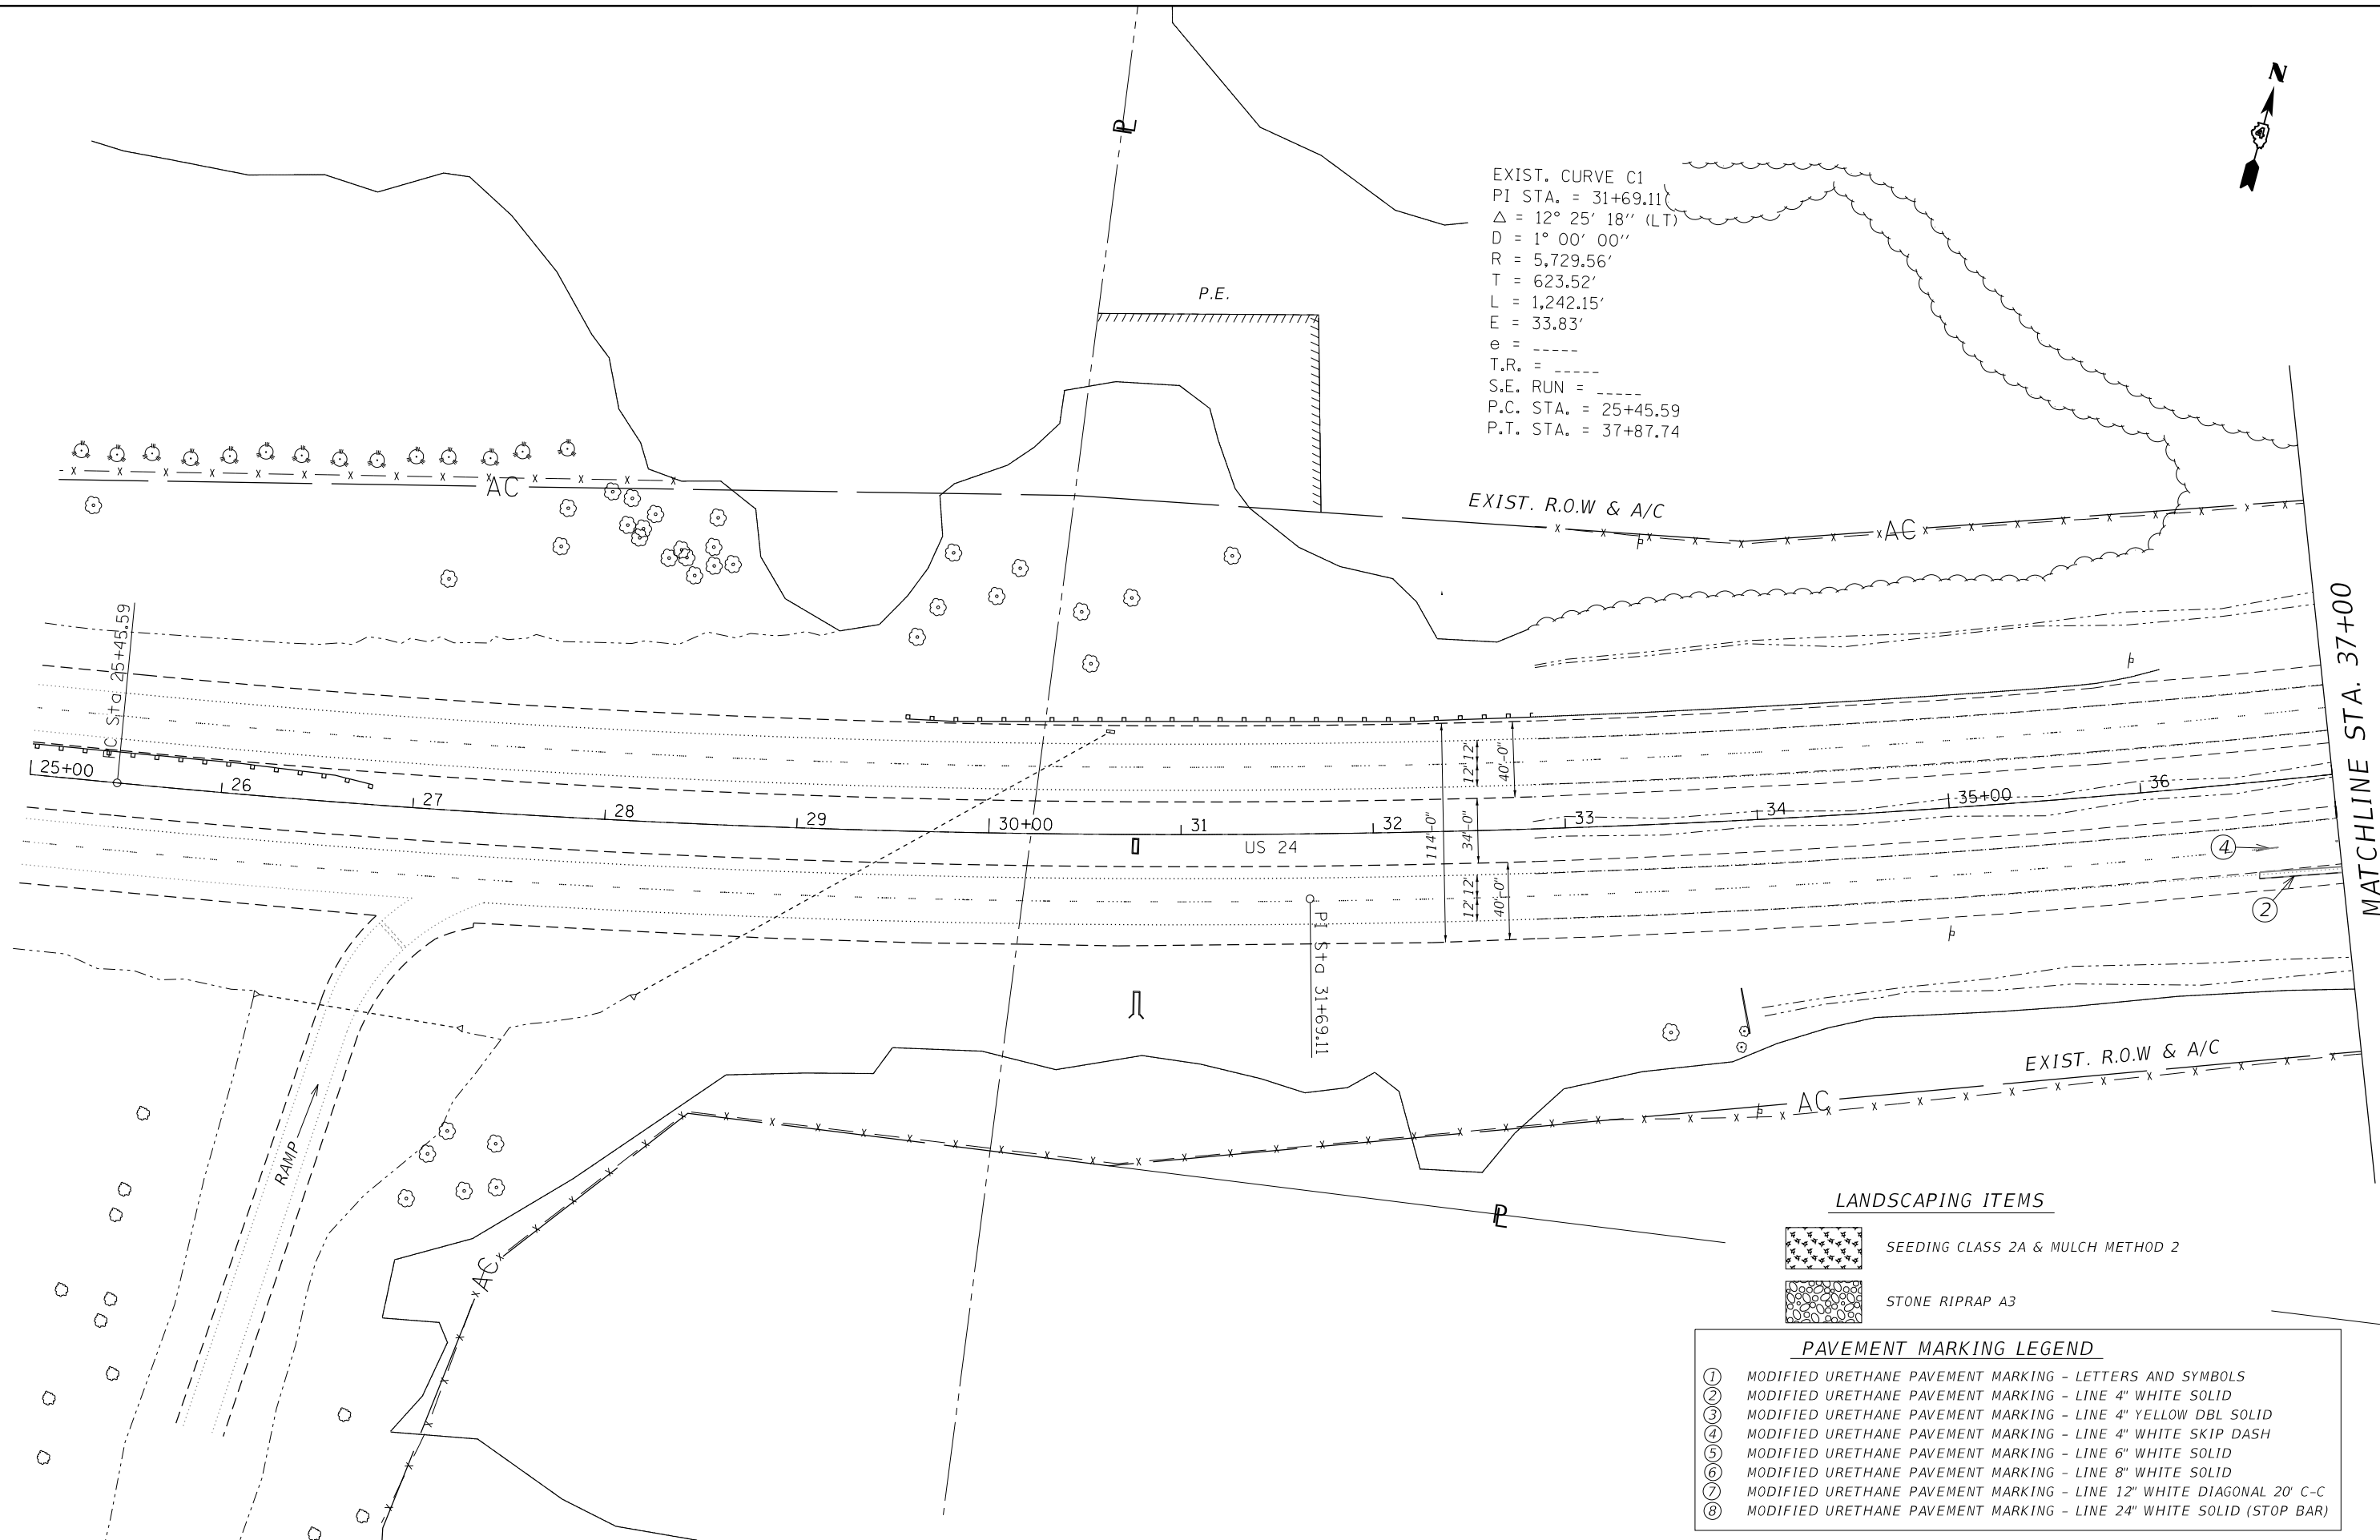 N
4
PL
EXIST. CURVE C1
PI STA. = 31+69.11
△ = 12° 25' 18'' (LT)
D = 1° 00' 00''
R = 5,729.56'
T = 623.52'
L = 1,242.15'
E = 33.83'
e = _____
T.R. = _____
S.E. RUN = _____
P.C. STA. = 25+45.59
P.T. STA. = 37+87.74
P.E.
AC
EXIST. R.O.W & A/C
AC
PC Sta 25+45.59
MATCHLINE STA. 37+00
25+00
26
27
28
29
30+00
31
32
33
34
35+00
36
US 24
12' 12'
40'-0"
114'-0"
34'-0"
12' 12'
40'-0"
4
2
PI Sta 31+69.11
RAMP
EXIST. R.O.W & A/C
AC
AC
PL
LANDSCAPING ITEMS
SEEDING CLASS 2A & MULCH METHOD 2
STONE RIPRAP A3
PAVEMENT MARKING LEGEND
1 MODIFIED URETHANE PAVEMENT MARKING - LETTERS AND SYMBOLS
2 MODIFIED URETHANE PAVEMENT MARKING - LINE 4" WHITE SOLID
3 MODIFIED URETHANE PAVEMENT MARKING - LINE 4" YELLOW DBL SOLID
4 MODIFIED URETHANE PAVEMENT MARKING - LINE 4" WHITE SKIP DASH
5 MODIFIED URETHANE PAVEMENT MARKING - LINE 6" WHITE SOLID
6 MODIFIED URETHANE PAVEMENT MARKING - LINE 8" WHITE SOLID
7 MODIFIED URETHANE PAVEMENT MARKING - LINE 12" WHITE DIAGONAL 20' C-C
8 MODIFIED URETHANE PAVEMENT MARKING - LINE 24" WHITE SOLID (STOP BAR)